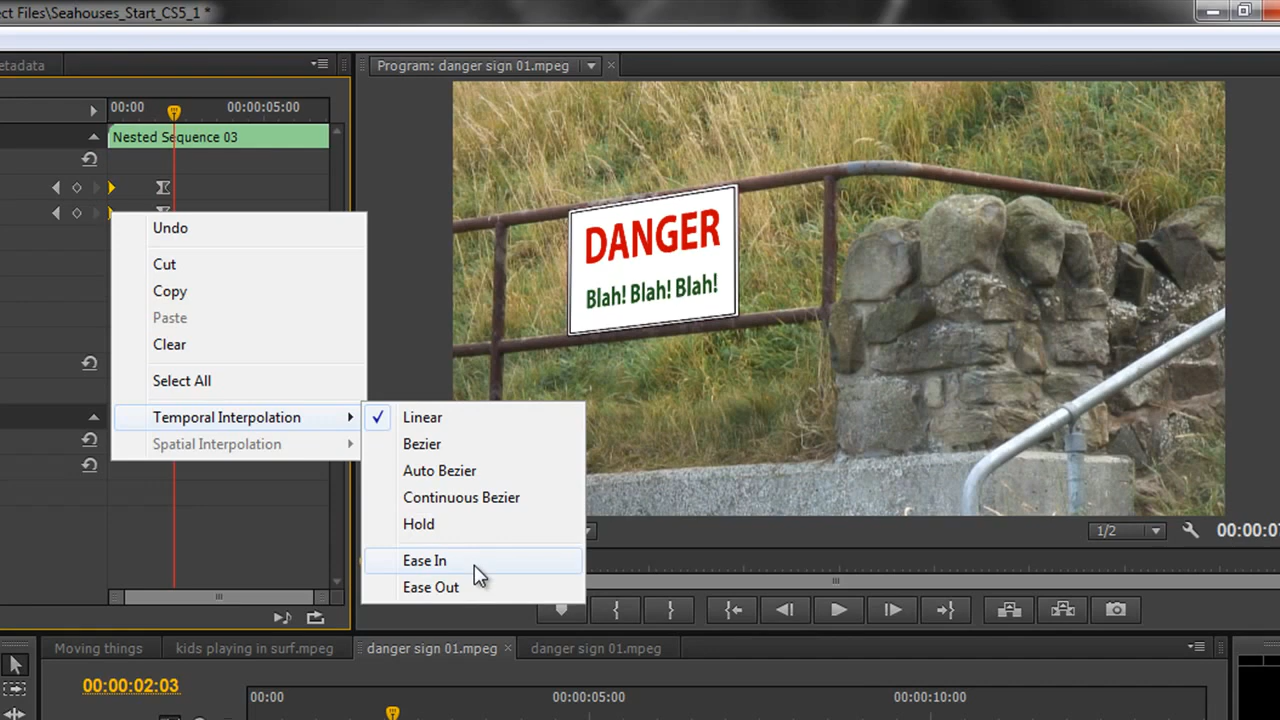 ect Files\Seahouses_Start_CS5_1 *
etadata
Program: danger sign 01.mpeg
00:00
00:00:05:00
Nested Sequence 03
Undo
Cut
Copy
Paste
Clear
Select All
Temporal Interpolation
Spatial Interpolation
Linear
Bezier
Auto Bezier
Continuous Bezier
Hold
Ease In
Ease Out
DANGER
Blah! Blah! Blah!
1/2
00:00:0
Moving things
kids playing in surf.mpeg
danger sign 01.mpeg
danger sign 01.mpeg
00:00:02:03
00:00
00:00:05:00
00:00:10:00